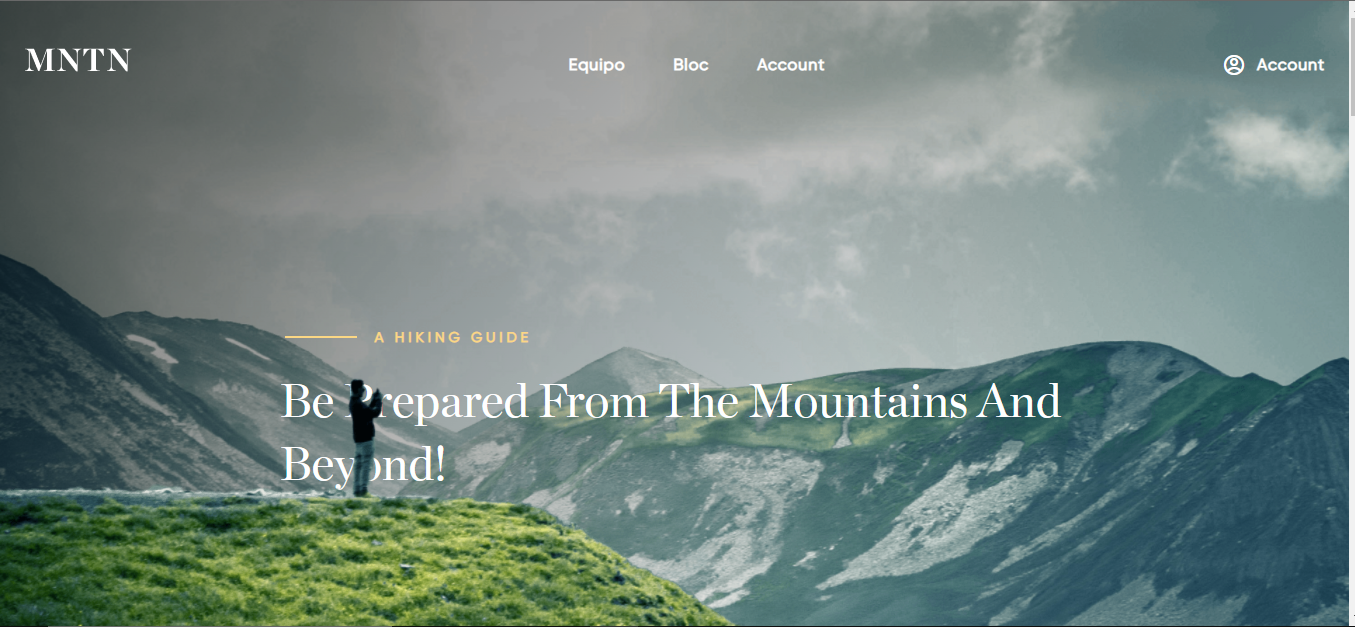 MNTN
Equipo Bloc Account
Account
A HIKING GUIDE
Be Prepared From The Mountains And
Beyond!